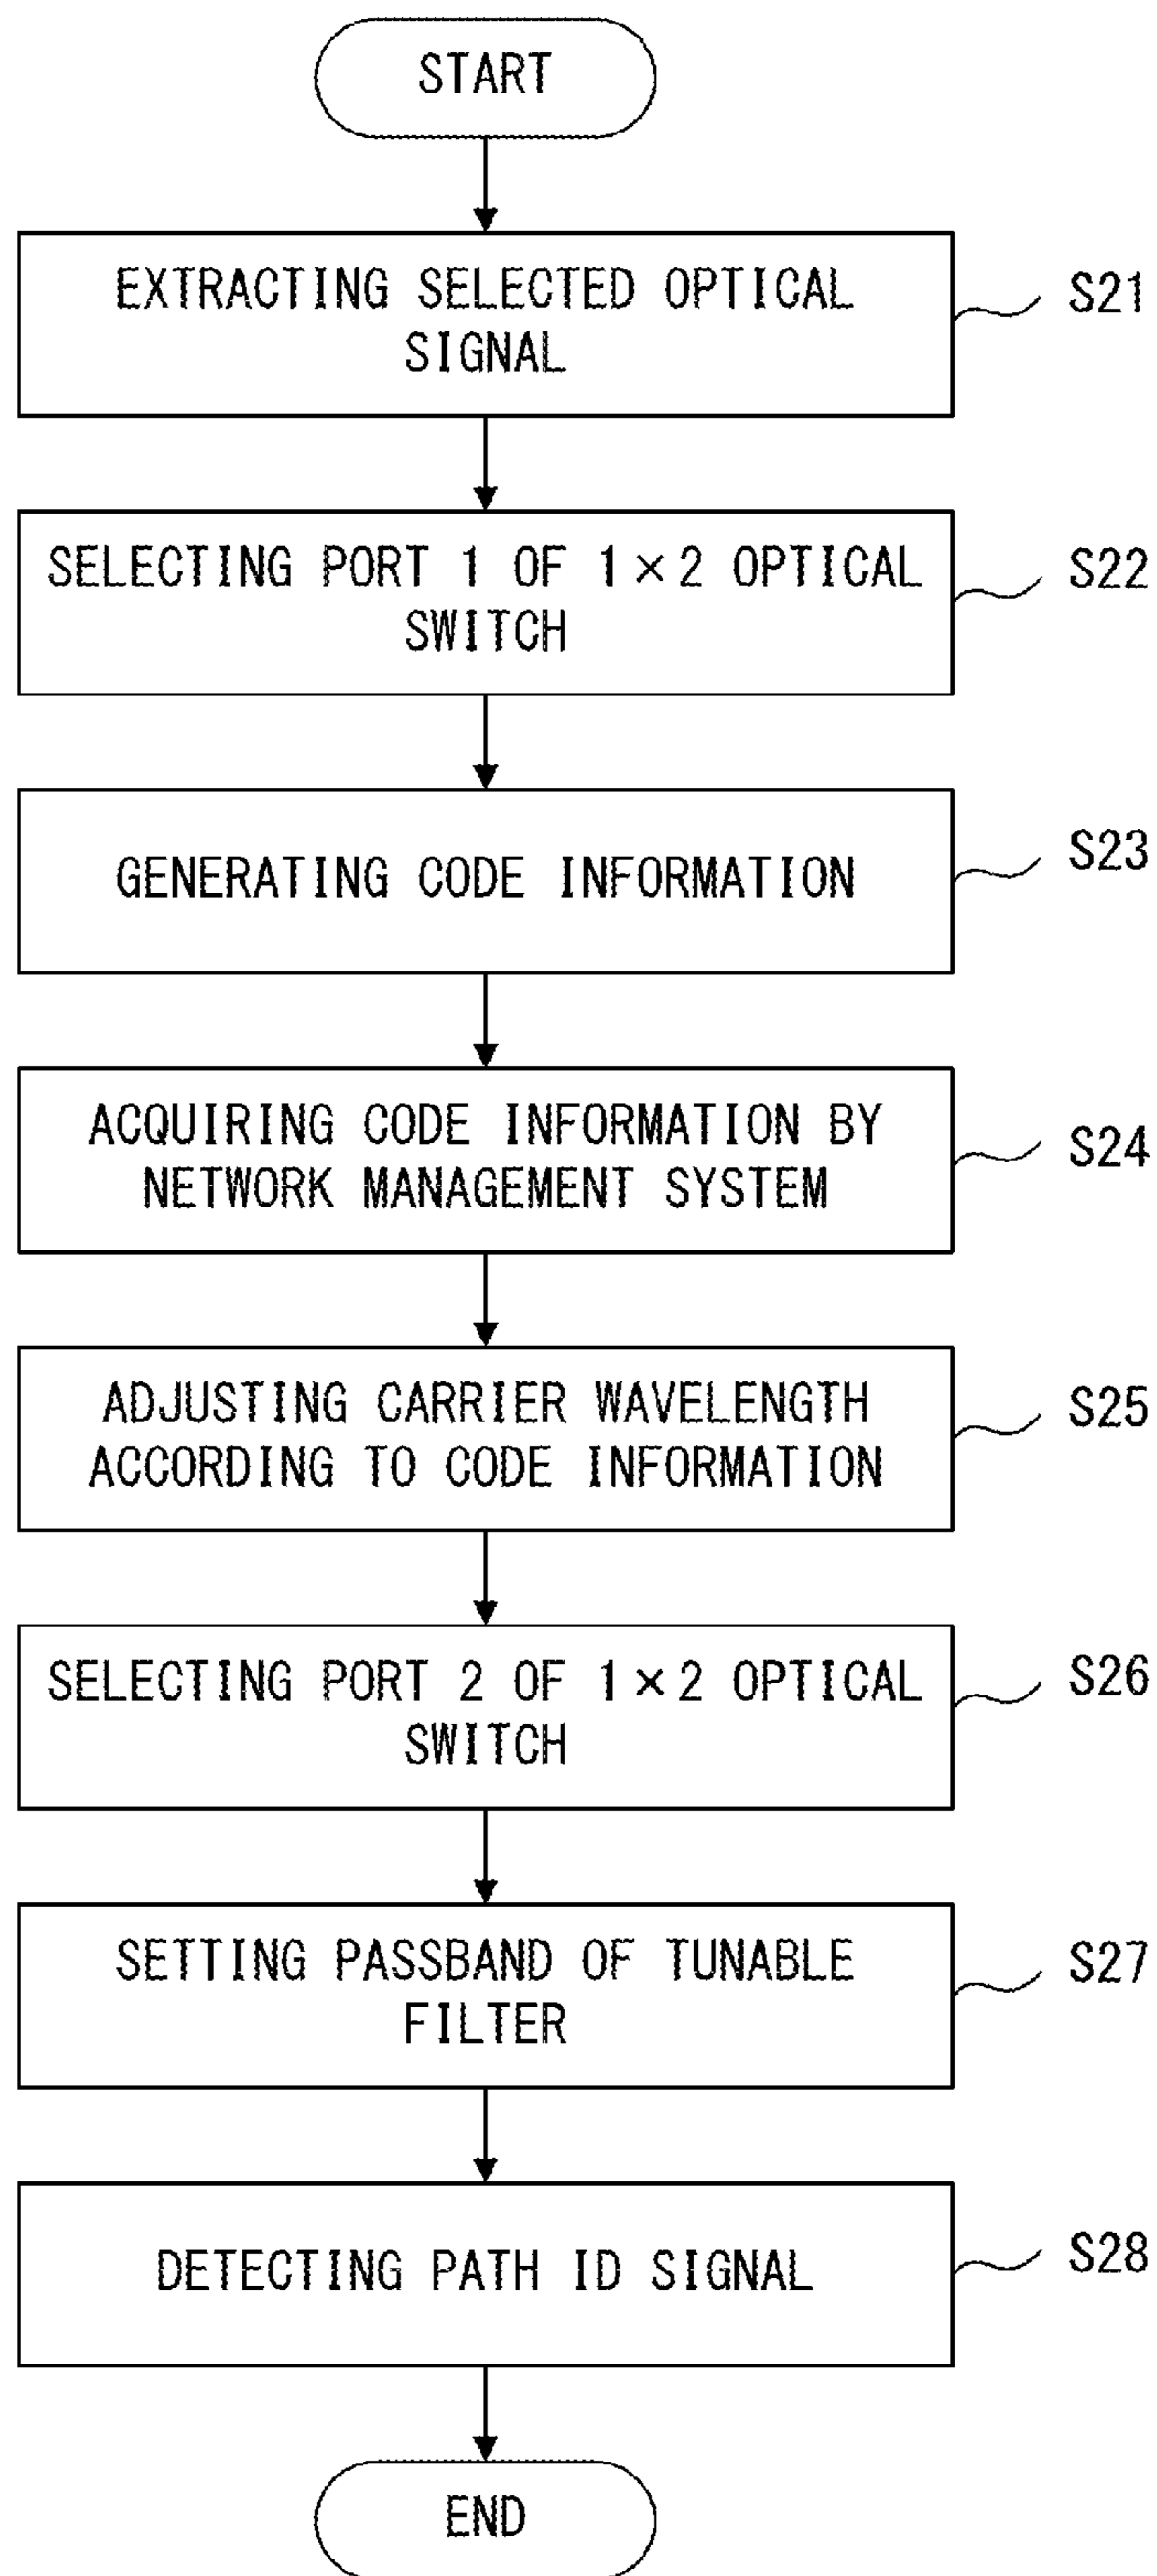 START
EXTRACTING SELECTED OPTICAL
SIGNAL
S21
SELECTING PORT 1 OF 1×2 OPTICAL
SWITCH
S22
GENERATING CODE INFORMATION
S23
ACQUIRING CODE INFORMATION BY
NETWORK MANAGEMENT SYSTEM
S24
ADJUSTING CARRIER WAVELENGTH
ACCORDING TO CODE INFORMATION
S25
SELECTING PORT 2 OF 1×2 OPTICAL
SWITCH
S26
SETTING PASSBAND OF TUNABLE
FILTER
S27
DETECTING PATH ID SIGNAL
S28
END